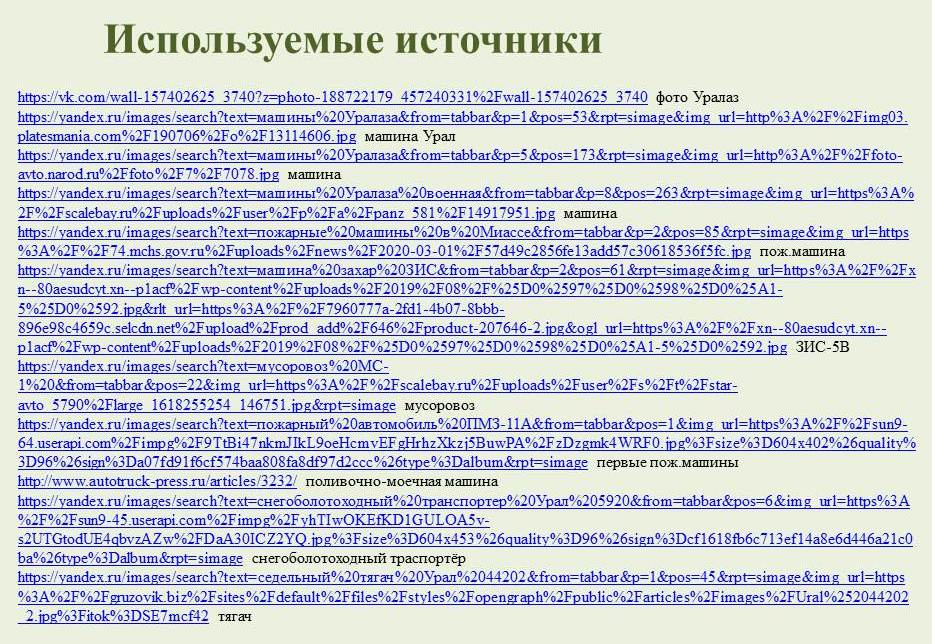 Используемые источники
https://vk.com/wall-157402625_3740?z=photo-188722179_457240331%2Fwall-157402625_3740 фото Уралаз
https://yandex.ru/images/search?text=машины%20Уралаза&from=tabbar&p=1&pos=53&rpt=simage&img_url=http%3A%2F%2Fimg03.
platesmania.com%2F190706%2Fo%2F13114606.jpg машина Урал
https://yandex.ru/images/search?text=машины%20Уралаза&from=tabbar&p=5&pos=173&rpt=simage&img_url=http%3A%2F%2Ffoto-
avto.narod.ru%2Ffoto%2F7%2F7078.jpg машина
https://yandex.ru/images/search?text=машины%20Уралаза%20военная&from=tabbar&p=8&pos=263&rpt=simage&img_url=https%3A%
2F%2Fscalebay.ru%2Fuploads%2Fuser%2Fp%2Fa%2Fpanz_581%2F14917951.jpg машина
https://yandex.ru/images/search?text=пожарные%20машины%20в%20Миассе&from=tabbar&p=2&pos=85&rpt=simage&img_url=https
%3A%2F%2F74.mchs.gov.ru%2Fuploads%2Fnews%2F2020-03-01%2F57d49c2856fe13add57c30618536f5fc.jpg пож.машина
https://yandex.ru/images/search?text=машина%20захар%20ЗИС&from=tabbar&p=2&pos=61&rpt=simage&img_url=https%3A%2F%2Fx
n--80aesudcyt.xn--p1acf%2Fwp-content%2Fuploads%2F2019%2F08%2F%25D0%2597%25D0%2598%25D0%25A1-
5%25D0%2592.jpg&rlt_url=https%3A%2F%2F7960777a-2fd1-4b07-8bbb-
896e98c4659c.selcdn.net%2Fupload%2Fprod_add%2F646%2Fproduct-207646-2.jpg&ogl_url=https%3A%2F%2Fxn--80aesudcyt.xn--
p1acf%2Fwp-content%2Fuploads%2F2019%2F08%2F%25D0%2597%25D0%2598%25D0%25A1-5%25D0%2592.jpg ЗИС-5В
https://yandex.ru/images/search?text=мусоровоз%20МС-
1%20&from=tabbar&pos=22&img_url=https%3A%2F%2Fscalebay.ru%2Fuploads%2Fuser%2Fs%2Ft%2Fstar-
avto_5790%2Flarge_1618255254_146751.jpg&rpt=simage мусоровоз
https://yandex.ru/images/search?text=пожарный%20автомобиль%20ПМЗ-11А&from=tabbar&pos=1&img_url=https%3A%2F%2Fsun9-
64.userapi.com%2Fimpg%2F9TtBi47nkmJIkL9oeHcmvEFgHrhzXkzj5BuwPA%2FzDzgmk4WRF0.jpg%3Fsize%3D604x402%26quality%
3D96%26sign%3Da07fd91f6cf574baa808fa8df97d2ccc%26type%3Dalbum&rpt=simage первые пож.машины
http://www.autotruck-press.ru/articles/3232/ поливочно-моечная машина
https://yandex.ru/images/search?text=снегоболотоходный%20транспортер%20Урал%205920&from=tabbar&pos=6&img_url=https%3A
%2F%2Fsun9-45.userapi.com%2Fimpg%2FyhTIwOKEfKD1GULOA5v-
s2UTGtodUE4qbvzAZw%2FDaA30ICZ2YQ.jpg%3Fsize%3D604x453%26quality%3D96%26sign%3Dcf1618fb6c713ef14a8e6d446a21c0
ba%26type%3Dalbum&rpt=simage снегоболотоходный траспортёр
https://yandex.ru/images/search?text=седельный%20тягач%20Урал%2044202&from=tabbar&p=1&pos=45&rpt=simage&img_url=https
%3A%2F%2Fgruzovik.biz%2Fsites%2Fdefault%2Ffiles%2Fstyles%2Fopengraph%2Fpublic%2Farticles%2Fimages%2FUral%252044202
_2.jpg%3Fitok%3DSE7mcf42 тягач